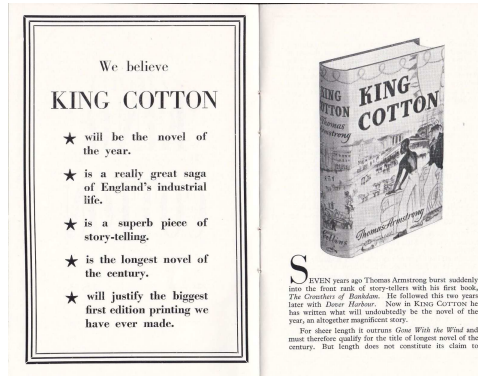 We believe
KING COTTON
★ will be the novel of
the year.
★ is a really great saga
of England's industrial
life.
★ is a superb piece of
story-telling.
★ is the longest novel of
the century.
★ will justify the biggest
first edition printing we
have ever made.
KING
COTTON
Thomas
Armstrong
KING
COTTON
Thomas Armstrong
Collins
SEVEN years ago Thomas Armstrong burst suddenly
into the front rank of story-tellers with his first book,
The Crowthers of Bankdam. He followed this two years
later with Dover Harbour. Now in KING COTTON he
has written what will undoubtedly be the novel of the
year, an altogether magnificent story.
For sheer length it outruns Gone With the Wind and
must therefore qualify for the title of longest novel of the
century. But length does not constitute its claim to